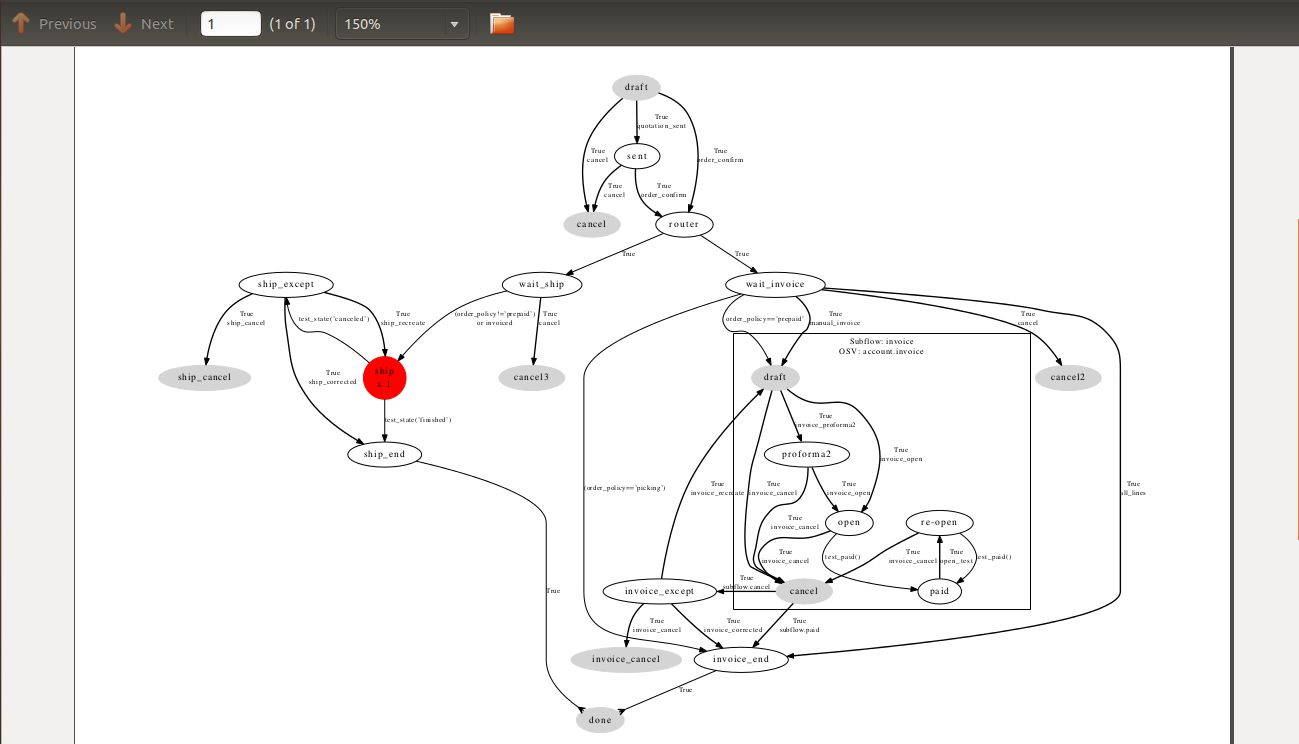 Previous
Next
1
(1 of 1)
150%
draft
True
quotation_sent
True
cancel
sent
True
order_confirm
True
cancel
True
order_confirm
cancel
router
True
True
ship_except
wait_ship
wait_invoice
True
ship_cancel
test_state('canceled')
True
ship_recreate
(order_policy!='prepaid')
or invoiced
True
cancel
order_policy=='prepaid'
True
manual_invoice
True
cancel
Subflow: invoice
OSV: account.invoice
ship_cancel
True
ship_corrected
ship
x 1
cancel3
draft
cancel2
test_state('finished')
True
invoice_proforma2
ship_end
proforma2
True
invoice_open
(order_policy=='picking')
True
invoice_recreate
True
invoice_cancel
True
invoice_open
True
all_lines
True
invoice_cancel
open
re-open
True
invoice_cancel
test_paid()
True
invoice_cancel
True
open_test
test_paid()
True
True
subflow.cancel
invoice_except
cancel
paid
True
invoice_cancel
True
invoice_corrected
True
subflow.paid
invoice_cancel
invoice_end
True
done